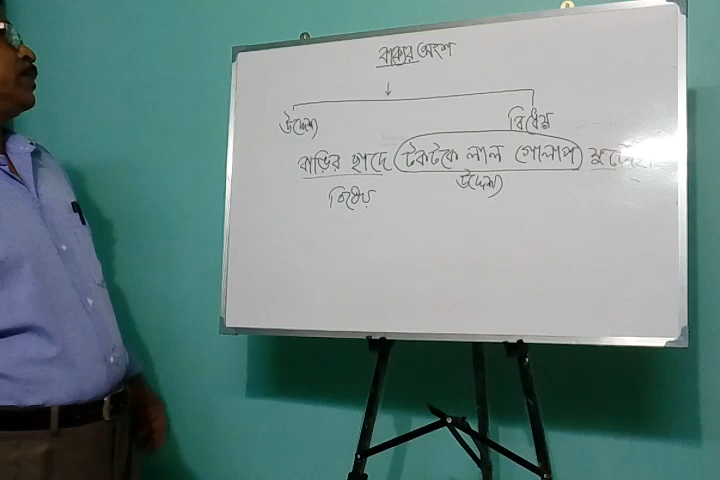 বাক্যের অংশ
উদ্দেশ্য বিধেয়
বাড়ির ছাদে টকটকে লাল গোলাপ
বিধেয় উদ্দেশ্য